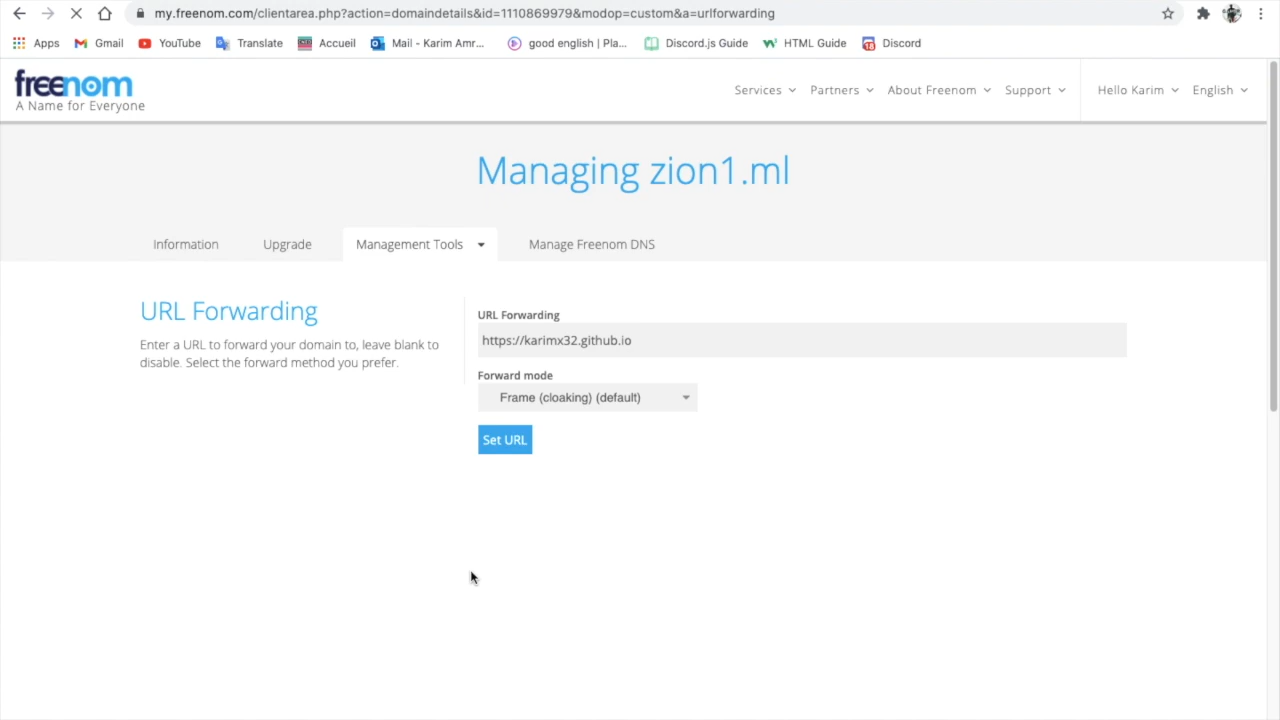 my.freenom.com/clientarea.php?action=domaindetails&id=1110869979&modop=custom&a=urlforwarding
Apps Gmail YouTube Translate Accueil Mail - Karim Amr... good english | Pla... Discord.js Guide HTML Guide 18 Discord
freenom
A Name for Everyone
Services Partners About Freenom Support Hello Karim English
Managing zion1.ml
Information Upgrade Management Tools Manage Freenom DNS
URL Forwarding
Enter a URL to forward your domain to, leave blank to
disable. Select the forward method you prefer.
URL Forwarding
https://karimx32.github.io
Forward mode
Frame (cloaking) (default)
Set URL